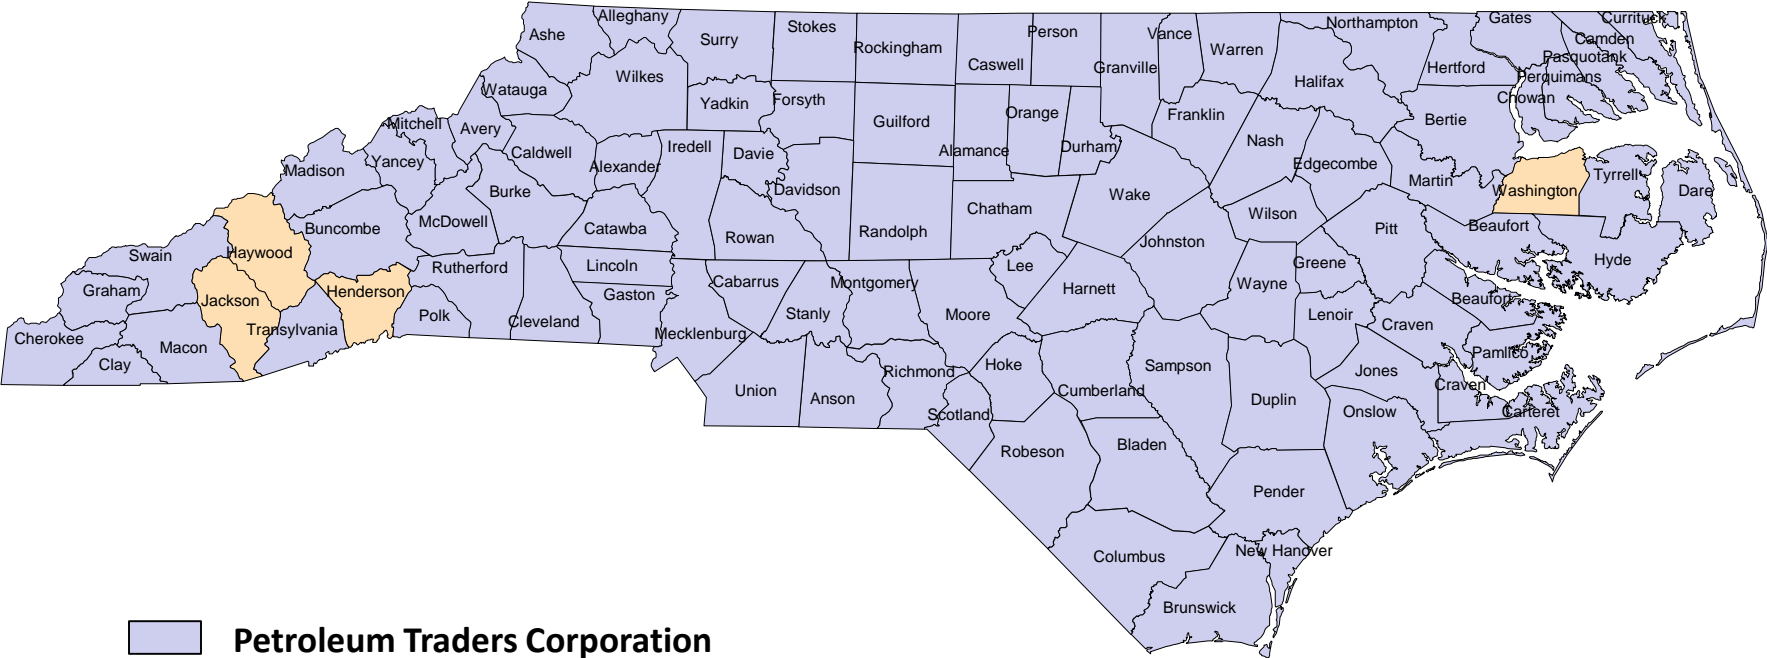 Alleghany
Ashe
Surry
Stokes
Rockingham
Caswell
Person
Granville
Vance
Warren
Northampton
Gates
Currituck
Camden
Pasquotank
Perquimans
Hertford
Halifax
Chowan
Wilkes
Watauga
Yadkin
Forsyth
Guilford
Orange
Franklin
Bertie
Mitchell
Avery
Caldwell
Alexander
Iredell
Davie
Alamance
Durham
Nash
Edgecombe
Madison
Yancey
Burke
Davidson
Wake
Martin
Washington
Tyrrell
Dare
Buncombe
McDowell
Catawba
Rowan
Randolph
Chatham
Johnston
Wilson
Pitt
Beaufort
Hyde
Swain
Haywood
Rutherford
Lincoln
Cabarrus
Montgomery
Lee
Harnett
Wayne
Greene
Graham
Jackson
Henderson
Polk
Gaston
Beaufort
Cherokee
Clay
Macon
Transylvania
Cleveland
Mecklenburg
Stanly
Moore
Lenoir
Craven
Pamlico
Union
Anson
Richmond
Hoke
Cumberland
Sampson
Duplin
Jones
Craven
Onslow
Carteret
Scotland
Robeson
Bladen
Pender
Columbus
New Hanover
Brunswick
Petroleum Traders Corporation